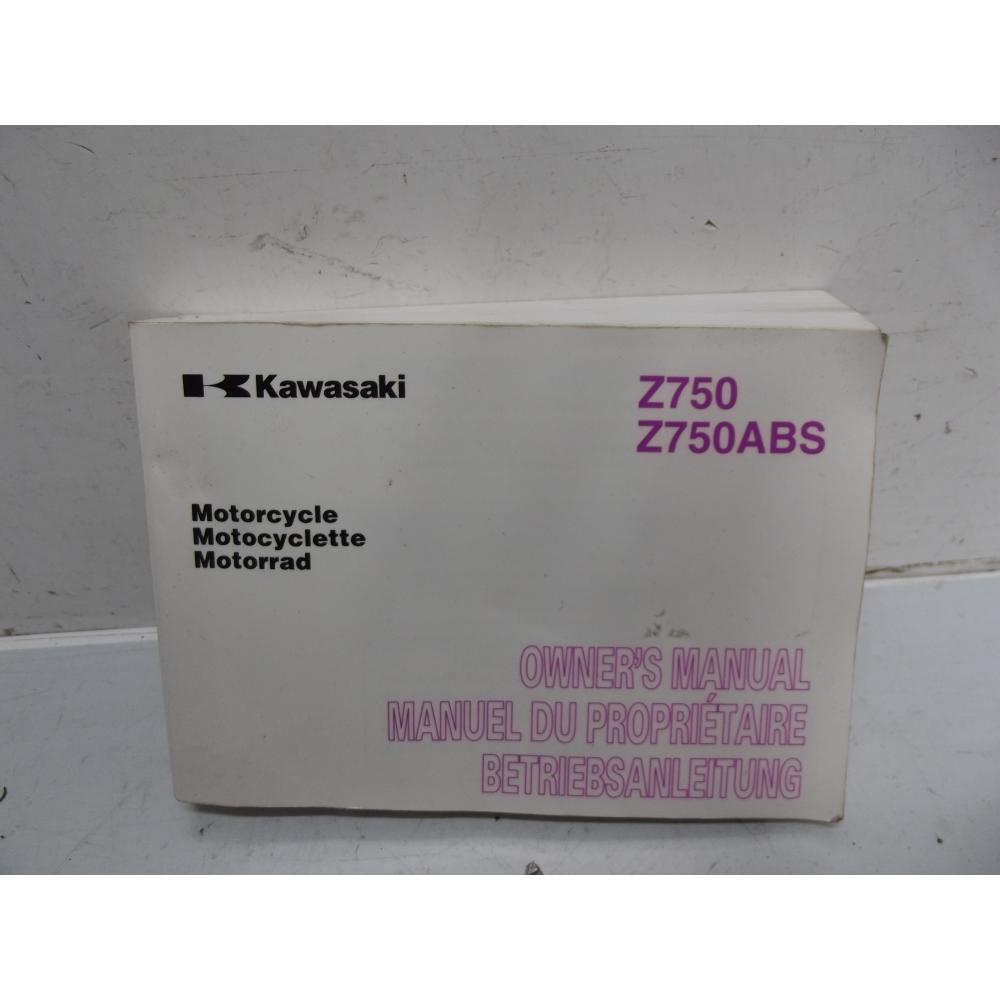 Kawasaki
Z750
Z750ABS
Motorcycle
Motocyclette
Motorrad
OWNER'S MANUAL
MANUEL DU PROPRIÉTAIRE
BETRIEBSANLEITUNG